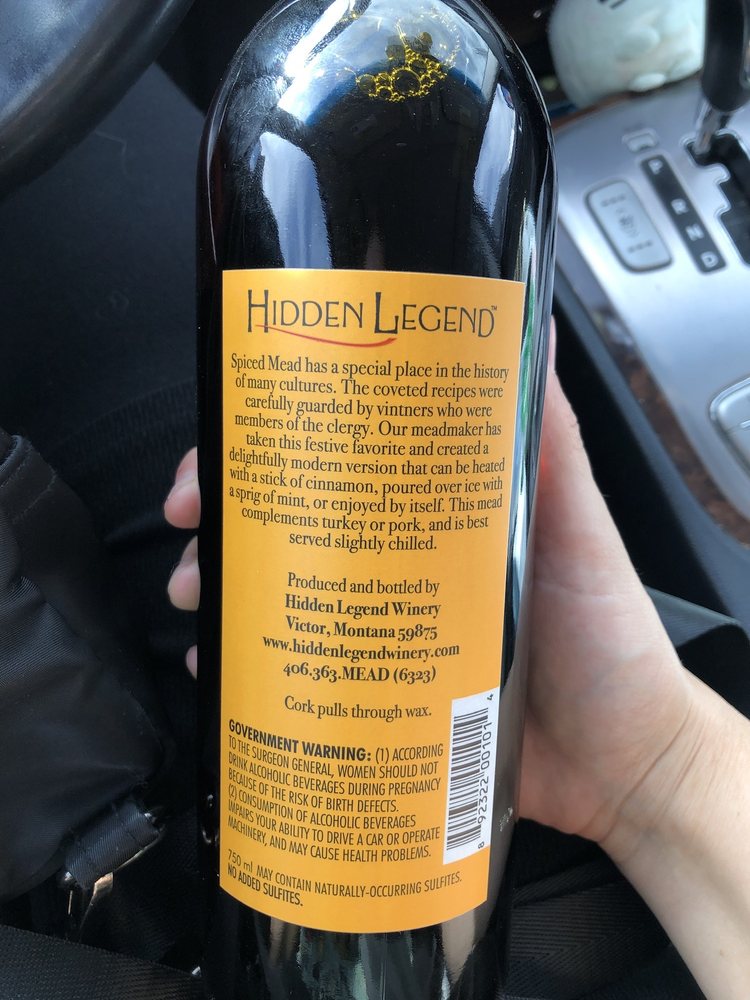 HIDDEN LEGEND™
Spiced Mead has a special place in the history
of many cultures. The coveted recipes were
carefully guarded by vintners who were
members of the clergy. Our meadmaker has
taken this festive favorite and created a
delightfully modern version that can be heated
with a stick of cinnamon, poured over ice with
a sprig of mint, or enjoyed by itself. This mead
complements turkey or pork, and is best
served slightly chilled.
Produced and bottled by
Hidden Legend Winery
Victor, Montana 59875
www.hiddenlegendwinery.com
406.363.MEAD (6323)
Cork pulls through wax.
GOVERNMENT WARNING: (1) ACCORDING
TO THE SURGEON GENERAL, WOMEN SHOULD NOT
DRINK ALCOHOLIC BEVERAGES DURING PREGNANCY
BECAUSE OF THE RISK OF BIRTH DEFECTS.
(2) CONSUMPTION OF ALCOHOLIC BEVERAGES
IMPAIRS YOUR ABILITY TO DRIVE A CAR OR OPERATE
MACHINERY, AND MAY CAUSE HEALTH PROBLEMS.
750 ml MAY CONTAIN NATURALLY-OCCURRING SULFITES.
NO ADDED SULFITES.
8 92322 00101 4
P
R
N
D